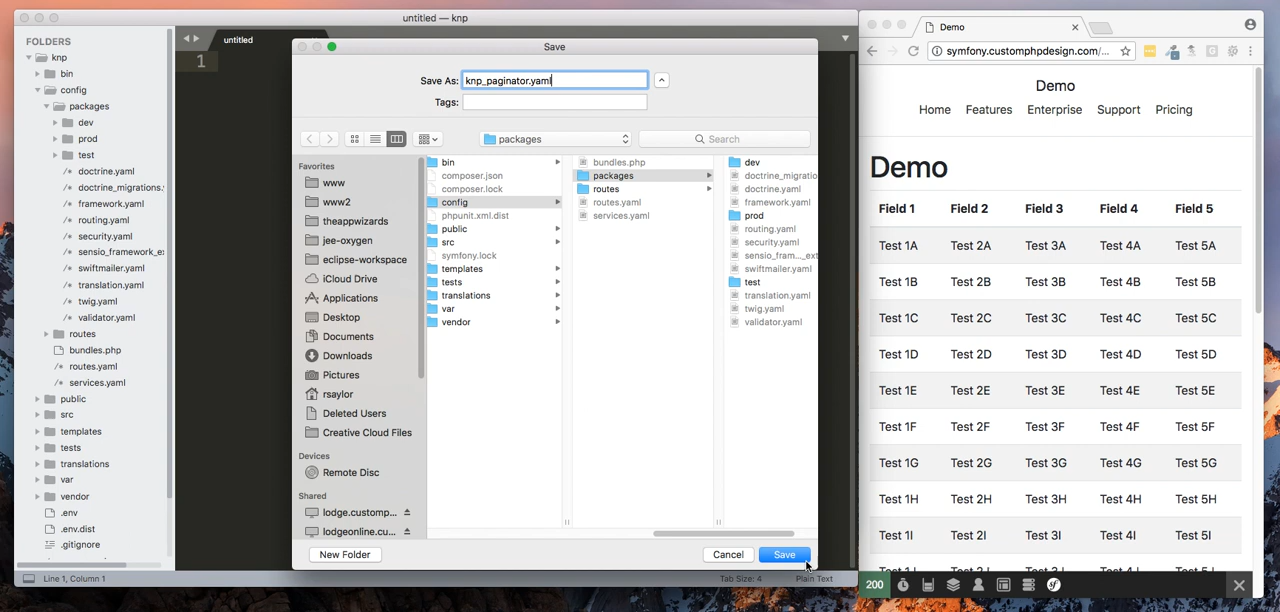 untitled — knp
FOLDERS
knp
bin
config
packages
dev
prod
test
/* doctrine.yaml
/* doctrine_migrations.
/* framework.yaml
/* routing.yaml
/* security.yaml
/* sensio_framework_ex
/* swiftmailer.yaml
/* translation.yaml
/* twig.yaml
/* validator.yaml
routes
bundles.php
/* routes.yaml
/* services.yaml
public
src
templates
tests
translations
var
vendor
.env
.env.dist
.gitignore
untitled
1
Save
Save As: knp_paginator.yaml
Tags:
packages
Search
Favorites
www
www2
theappwizards
jee-oxygen
eclipse-workspace
iCloud Drive
Applications
Desktop
Documents
Downloads
Pictures
rsaylor
Deleted Users
Creative Cloud Files
Devices
Remote Disc
Shared
lodge.customp...
lodgeonline.cu...
bin
composer.json
composer.lock
config
phpunit.xml.dist
public
src
symfony.lock
templates
tests
translations
var
vendor
bundles.php
packages
routes
routes.yaml
services.yaml
dev
doctrine_migratio
doctrine.yaml
framework.yaml
prod
routing.yaml
security.yaml
sensio_fram..._ext
swiftmailer.yaml
test
translation.yaml
twig.yaml
validator.yaml
New Folder
Cancel
Save
Line 1, Column 1
Tab Size: 4
Plain Text
Demo
symfony.customphpdesign.com/...
Demo
Home Features Enterprise Support Pricing
Demo
Field 1 Field 2 Field 3 Field 4 Field 5
Test 1A Test 2A Test 3A Test 4A Test 5A
Test 1B Test 2B Test 3B Test 4B Test 5B
Test 1C Test 2C Test 3C Test 4C Test 5C
Test 1D Test 2D Test 3D Test 4D Test 5D
Test 1E Test 2E Test 3E Test 4E Test 5E
Test 1F Test 2F Test 3F Test 4F Test 5F
Test 1G Test 2G Test 3G Test 4G Test 5G
Test 1H Test 2H Test 3H Test 4H Test 5H
Test 1I Test 2I Test 3I Test 4I Test 5I
200
sf